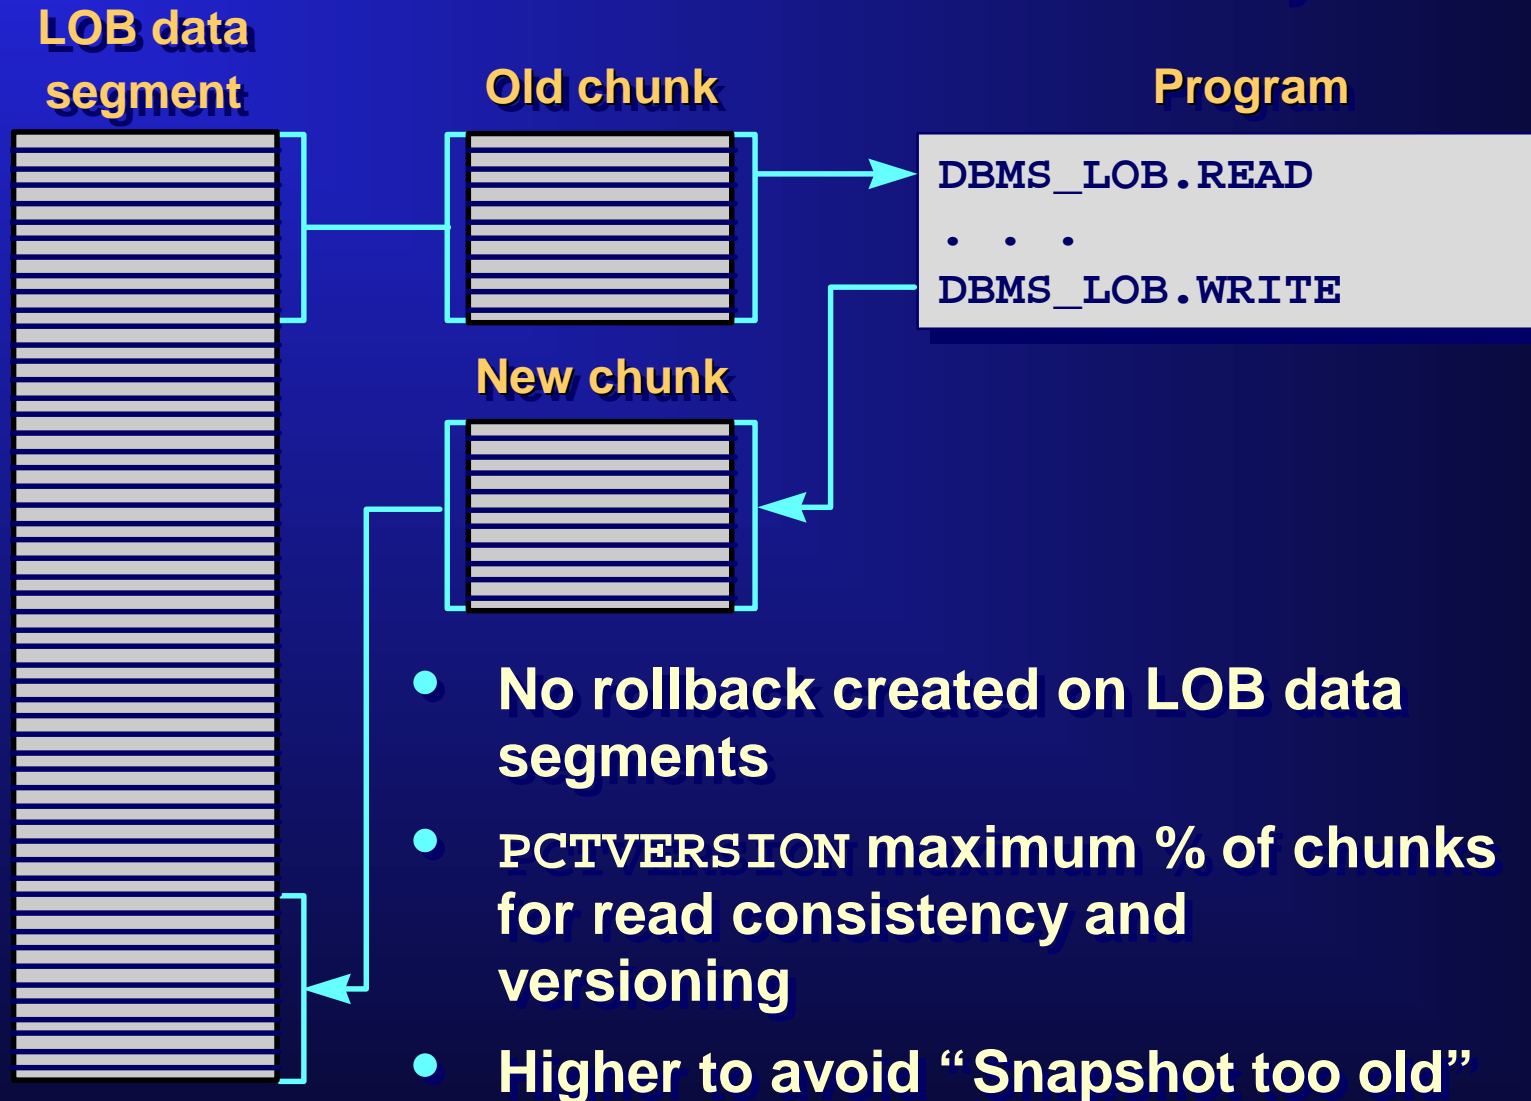 LOB data
segment
Old chunk
Program
DBMS_LOB.READ
. . .
DBMS_LOB.WRITE
New chunk
• No rollback created on LOB data
segments
• PCTVERSION maximum % of chunks
for read consistency and
versioning
• Higher to avoid “Snapshot too old”